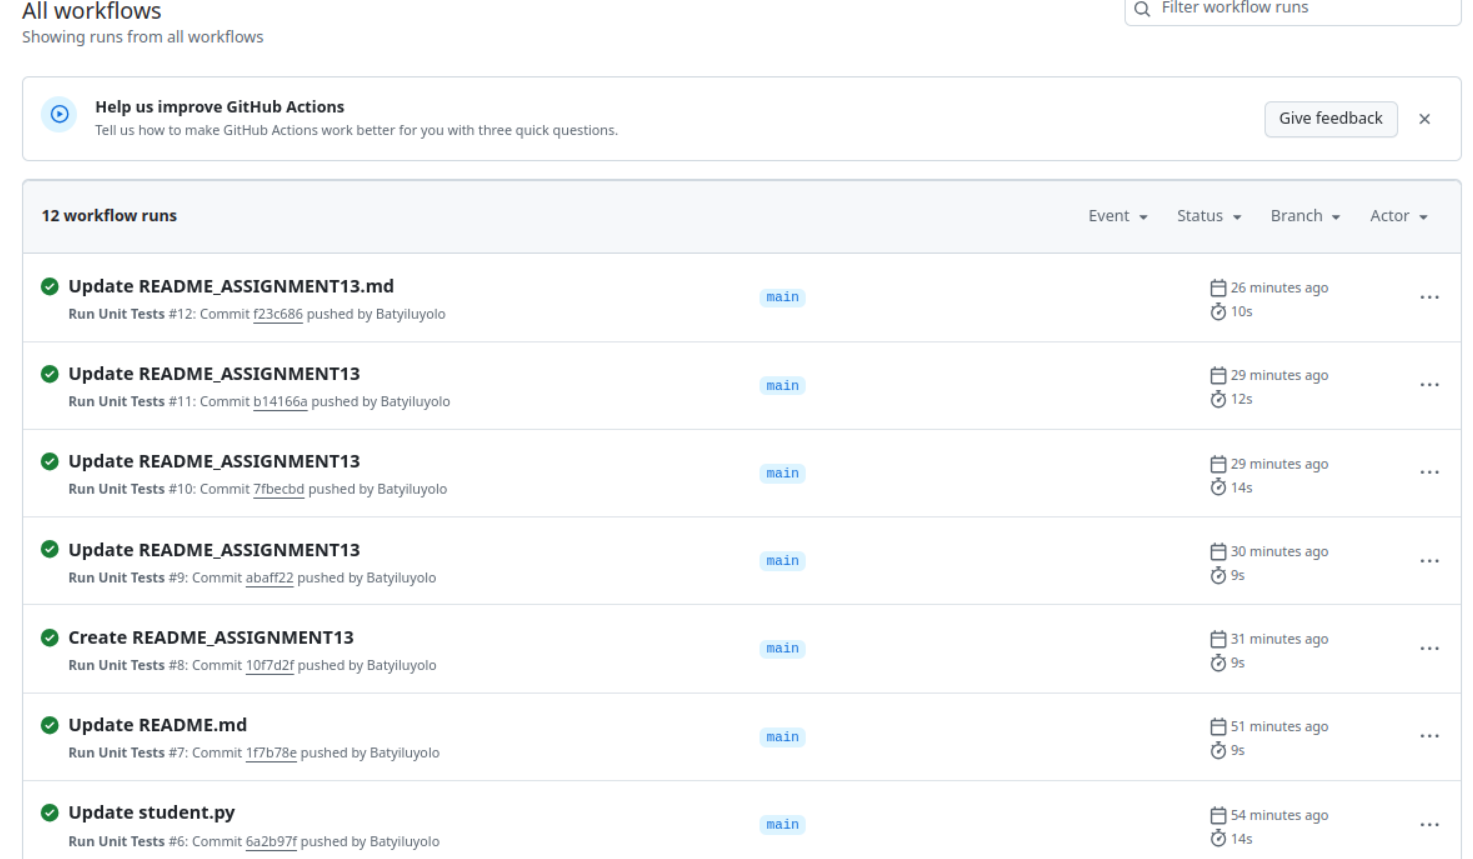 All workflows
Filter workflow runs
Showing runs from all workflows
Help us improve GitHub Actions
Tell us how to make GitHub Actions work better for you with three quick questions.
Give feedback
12 workflow runs
Event Status Branch Actor
Update README_ASSIGNMENT13.md
Run Unit Tests #12: Commit f23c686 pushed by Batyiluyolo
main
26 minutes ago
10s
Update README_ASSIGNMENT13
Run Unit Tests #11: Commit b14166a pushed by Batyiluyolo
main
29 minutes ago
12s
Update README_ASSIGNMENT13
Run Unit Tests #10: Commit 7fbecbd pushed by Batyiluyolo
main
29 minutes ago
14s
Update README_ASSIGNMENT13
Run Unit Tests #9: Commit abaff22 pushed by Batyiluyolo
main
30 minutes ago
9s
Create README_ASSIGNMENT13
Run Unit Tests #8: Commit 10f7d2f pushed by Batyiluyolo
main
31 minutes ago
9s
Update README.md
Run Unit Tests #7: Commit 1f7b78e pushed by Batyiluyolo
main
51 minutes ago
9s
Update student.py
Run Unit Tests #6: Commit 6a2b97f pushed by Batyiluyolo
main
54 minutes ago
14s